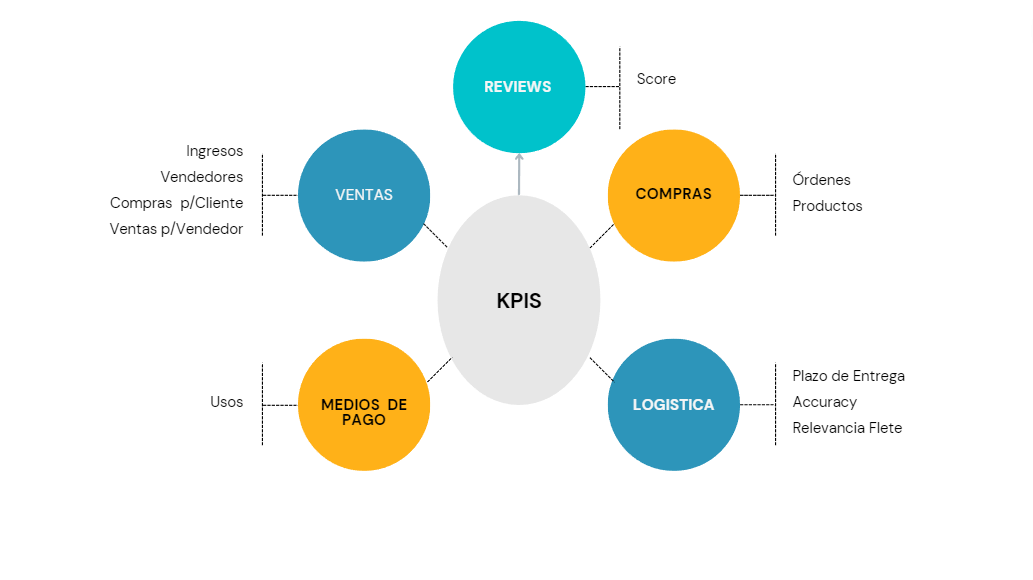 REVIEWS
Score
Ingresos
Vendedores
Compras p/Cliente
Ventas p/Vendedor
VENTAS
COMPRAS
Órdenes
Productos
KPIS
Usos
MEDIOS DE
PAGO
LOGISTICA
Plazo de Entrega
Accuracy
Relevancia Flete